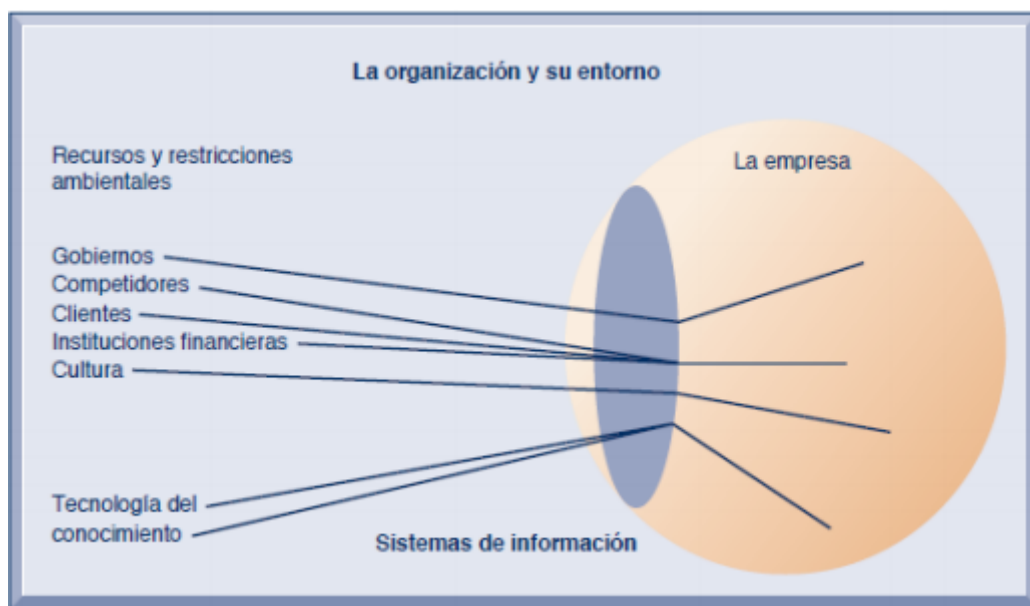 La organización y su entorno
Recursos y restricciones
ambientales
La empresa
Gobiernos
Competidores
Clientes
Instituciones financieras
Cultura
Tecnología del
conocimiento
Sistemas de información